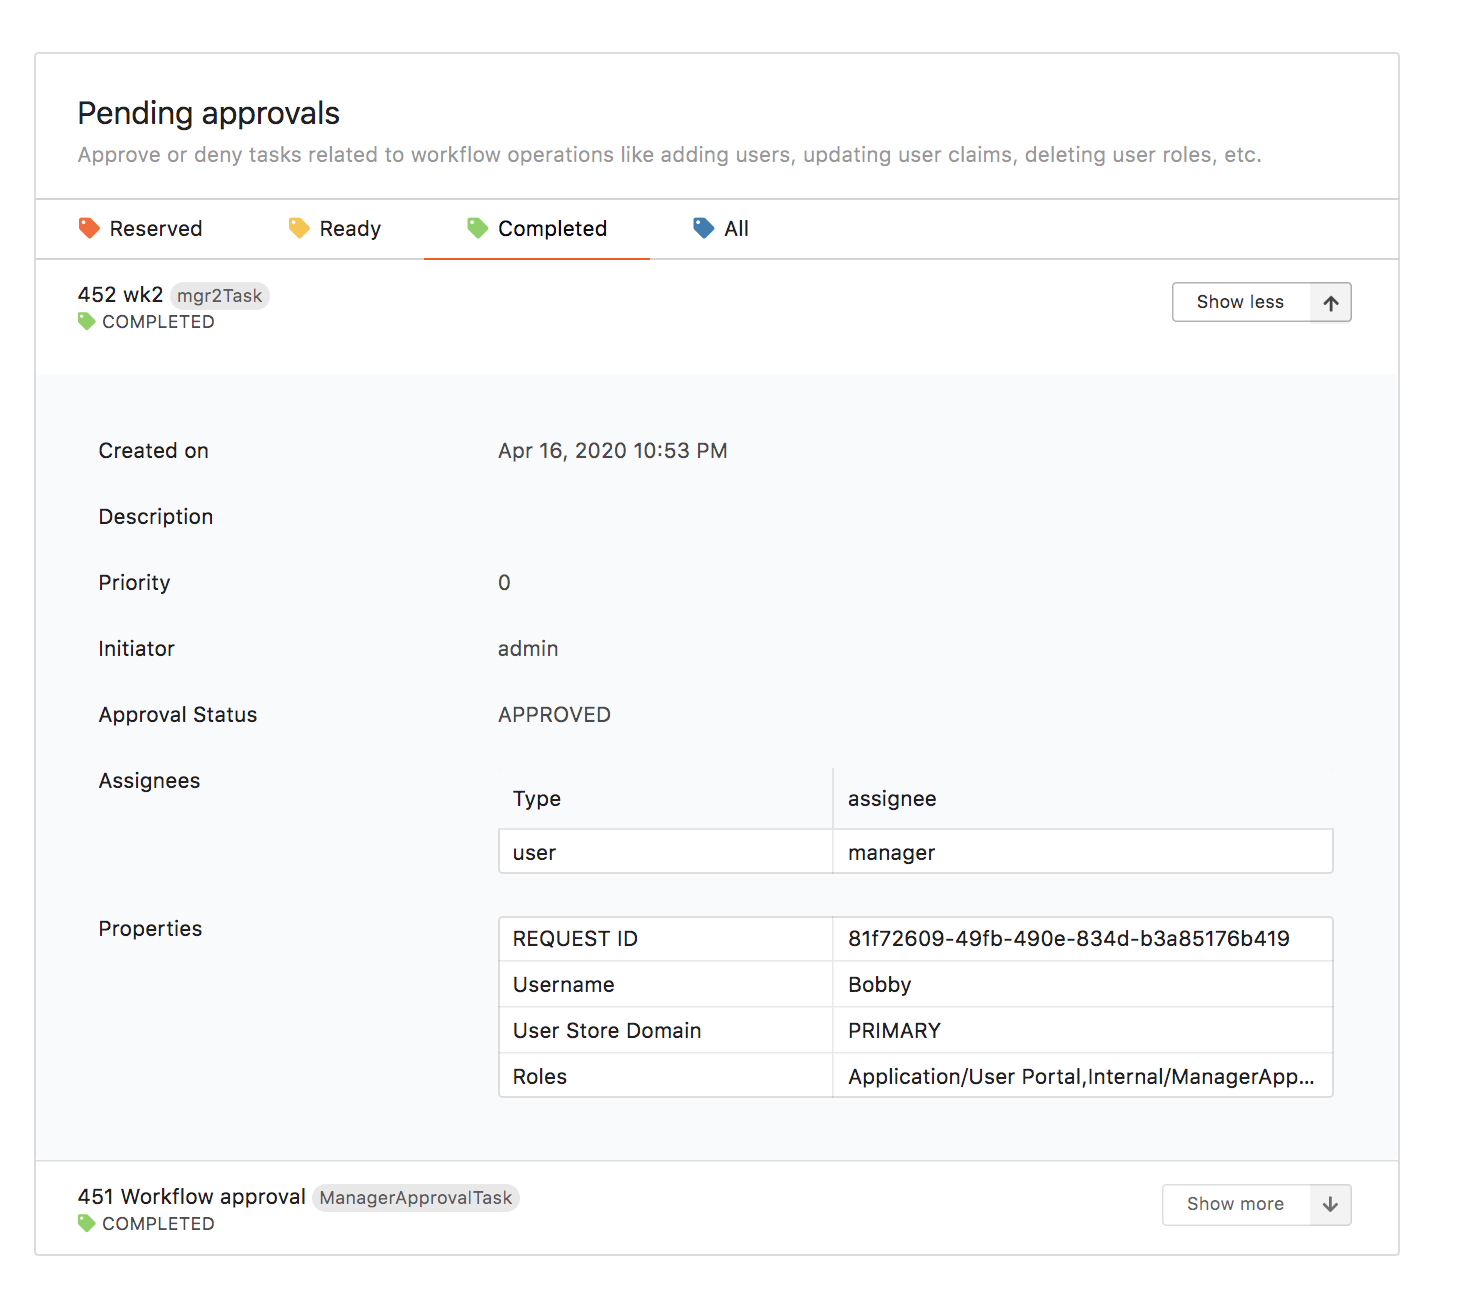 Pending approvals
Approve or deny tasks related to workflow operations like adding users, updating user claims, deleting user roles, etc.
Reserved Ready Completed All
452 wk2 mgr2Task
Show less
COMPLETED
Created on Apr 16, 2020 10:53 PM
Description
Priority 0
Initiator admin
Approval Status APPROVED
Assignees
Type assignee
user manager
Properties
REQUEST ID 81f72609-49fb-490e-834d-b3a85176b419
Username Bobby
User Store Domain PRIMARY
Roles Application/User Portal,Internal/ManagerApp...
451 Workflow approval ManagerApprovalTask
Show more
COMPLETED